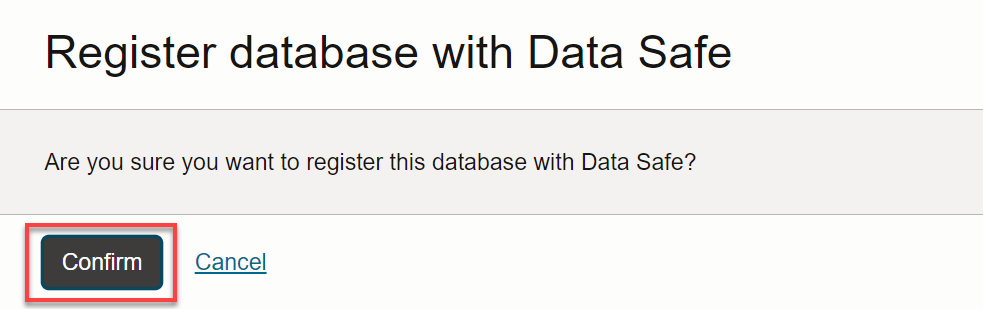 Register database with Data Safe
Are you sure you want to register this database with Data Safe?
Confirm Cancel